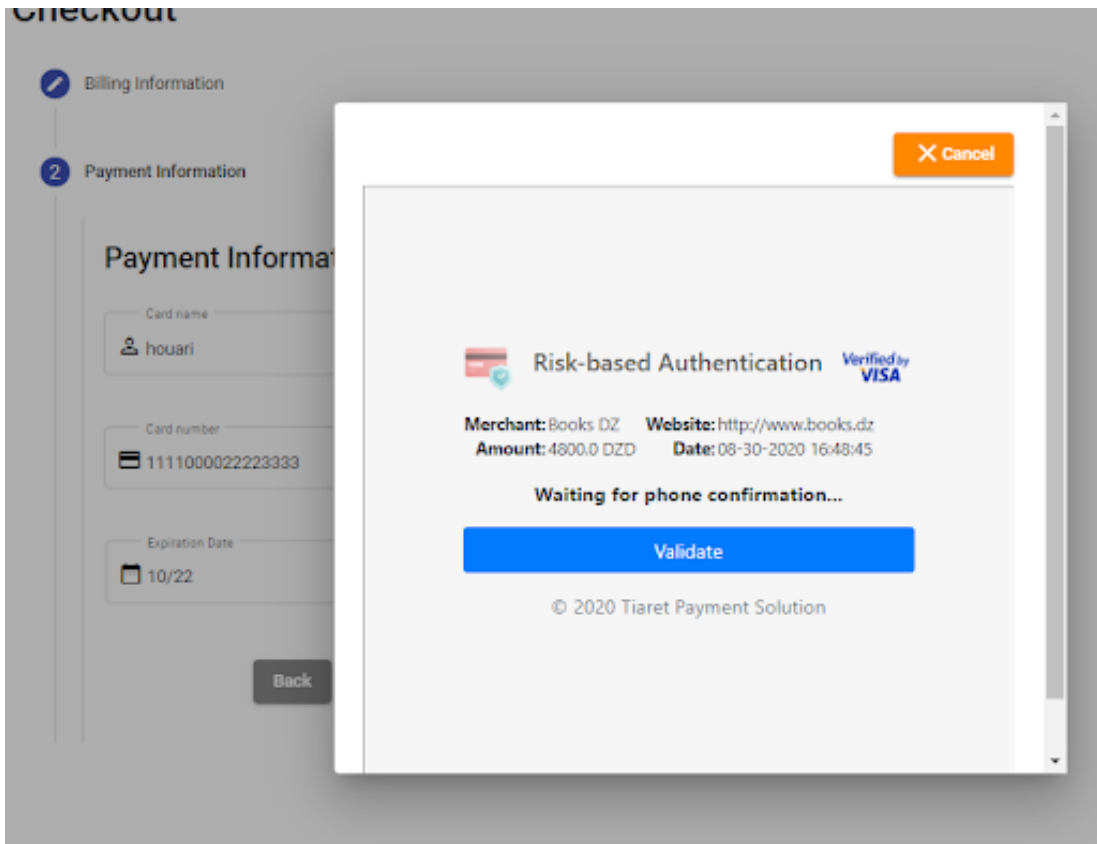 Checkout
Billing Information
2 Payment Information
Payment Informat
Card name
houari
Card number
1111000022223333
Expiration Date
10/22
Back
Cancel
Risk-based Authentication Verified by VISA
Merchant: Books DZ Website: http://www.books.dz
Amount: 4800.0 DZD Date: 08-30-2020 16:48:45
Waiting for phone confirmation...
Validate
© 2020 Tiaret Payment Solution